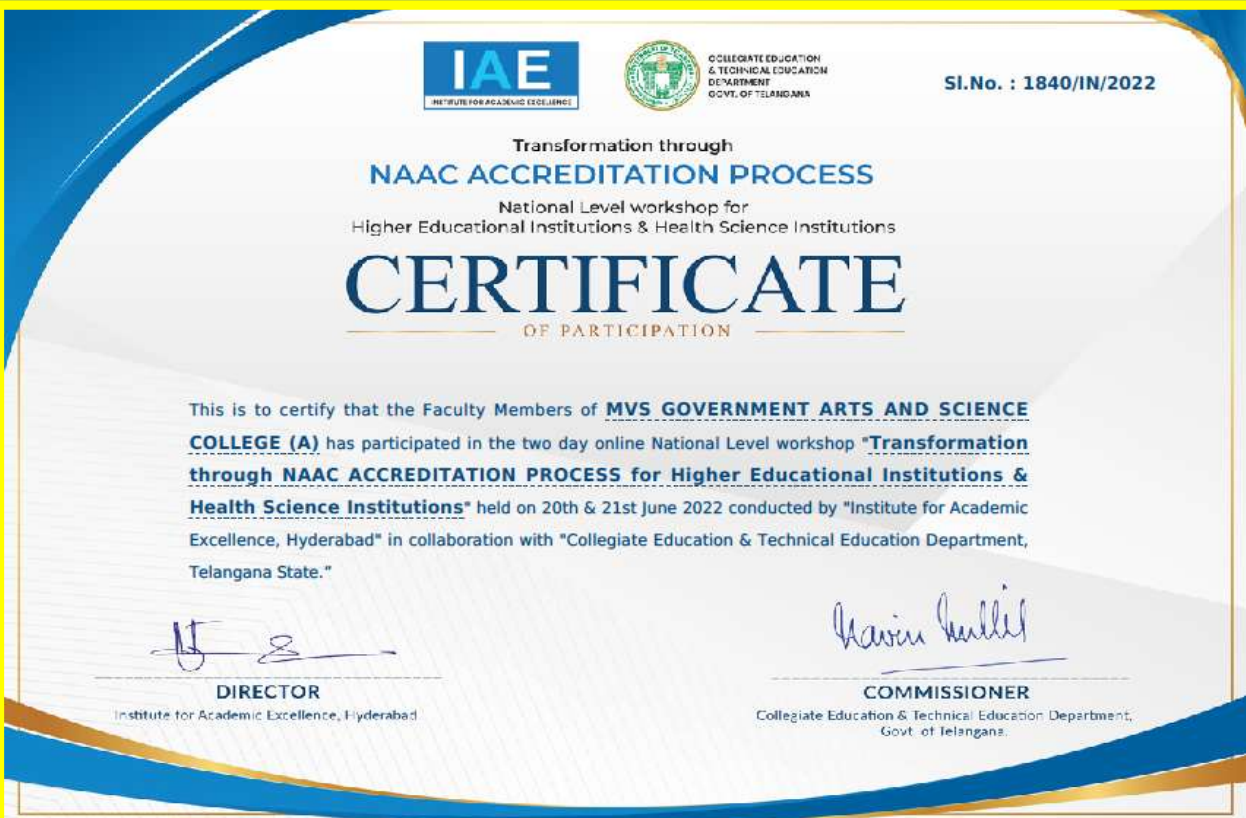 IAE
INSTITUTE FOR ACADEMIC EXCELLENCE
COLLEGIATE EDUCATION
& TECHNICAL EDUCATION
DEPARTMENT
GOVT. OF TELANGANA
Sl.No. : 1840/IN/2022
Transformation through
NAAC ACCREDITATION PROCESS
National Level workshop for
Higher Educational Institutions & Health Science Institutions
CERTIFICATE
OF PARTICIPATION
This is to certify that the Faculty Members of MVS GOVERNMENT ARTS AND SCIENCE
COLLEGE (A) has participated in the two day online National Level workshop "Transformation
through NAAC ACCREDITATION PROCESS for Higher Educational Institutions &
Health Science Institutions" held on 20th & 21st June 2022 conducted by "Institute for Academic
Excellence, Hyderabad" in collaboration with "Collegiate Education & Technical Education Department,
Telangana State."
DIRECTOR
Institute for Academic Excellence, Hyderabad
COMMISSIONER
Collegiate Education & Technical Education Department,
Govt. of Telangana.